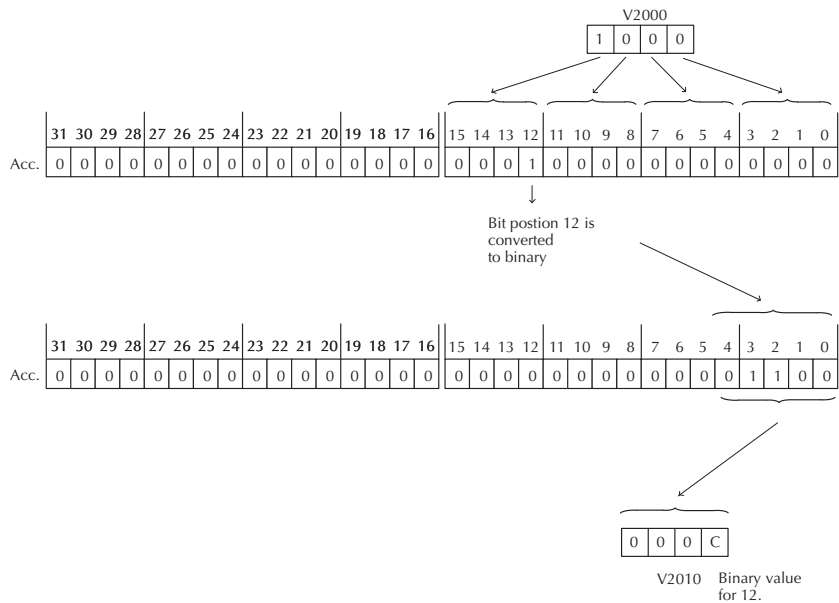 V2000
1 0 0 0
31 30 29 28 27 26 25 24 23 22 21 20 19 18 17 16 15 14 13 12 11 10 9 8 7 6 5 4 3 2 1 0
Acc. 0 0 0 0 0 0 0 0 0 0 0 0 0 0 0 0 0 0 0 1 0 0 0 0 0 0 0 0 0 0 0 0
Bit postion 12 is
converted
to binary
31 30 29 28 27 26 25 24 23 22 21 20 19 18 17 16 15 14 13 12 11 10 9 8 7 6 5 4 3 2 1 0
Acc. 0 0 0 0 0 0 0 0 0 0 0 0 0 0 0 0 0 0 0 0 0 0 0 0 0 0 0 0 1 1 0 0
0 0 0 C
V2010 Binary value
for 12.